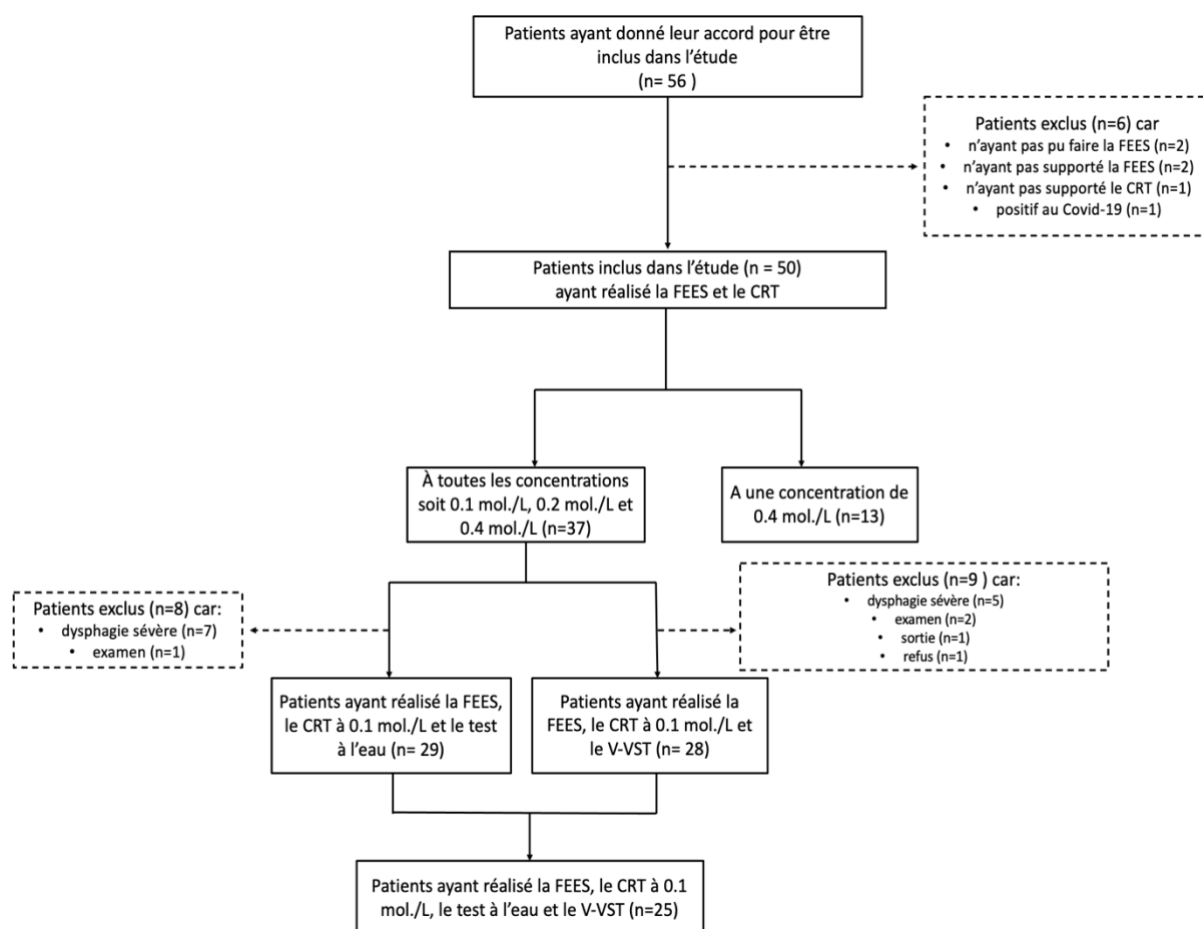 Patients ayant donné leur accord pour être
inclus dans l'étude
(n= 56 )
Patients exclus (n=6) car
• n'ayant pas pu faire la FEES (n=2)
• n'ayant pas supporté la FEES (n=2)
• n'ayant pas supporté le CRT (n=1)
• positif au Covid-19 (n=1)
Patients inclus dans l'étude (n = 50)
ayant réalisé la FEES et le CRT
À toutes les concentrations
soit 0.1 mol./L, 0.2 mol./L et
0.4 mol./L (n=37)
A une concentration de
0.4 mol./L (n=13)
Patients exclus (n=8) car:
• dysphagie sévère (n=7)
• examen (n=1)
Patients exclus (n=9 ) car:
• dysphagie sévère (n=5)
• examen (n=2)
• sortie (n=1)
• refus (n=1)
Patients ayant réalisé la FEES,
le CRT à 0.1 mol./L et le test
à l'eau (n= 29)
Patients ayant réalisé la
FEES, le CRT à 0.1 mol./L et
le V-VST (n= 28)
Patients ayant réalisé la FEES, le CRT à 0.1
mol./L, le test à l'eau et le V-VST (n=25)